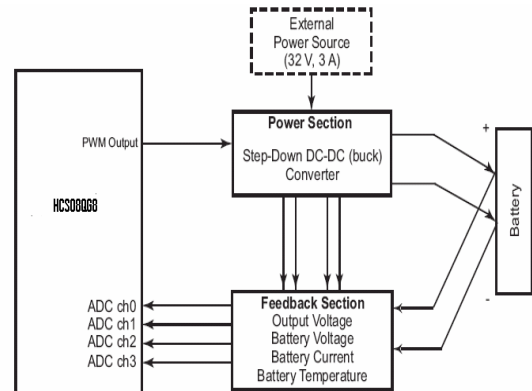 External
Power Source
(32 V, 3 A)
Power Section
Step-Down DC-DC (buck)
Converter
PWM Output
HCS08QG8
+
Battery
-
Feedback Section
Output Voltage
Battery Voltage
Battery Current
Battery Temperature
ADC ch0
ADC ch1
ADC ch2
ADC ch3